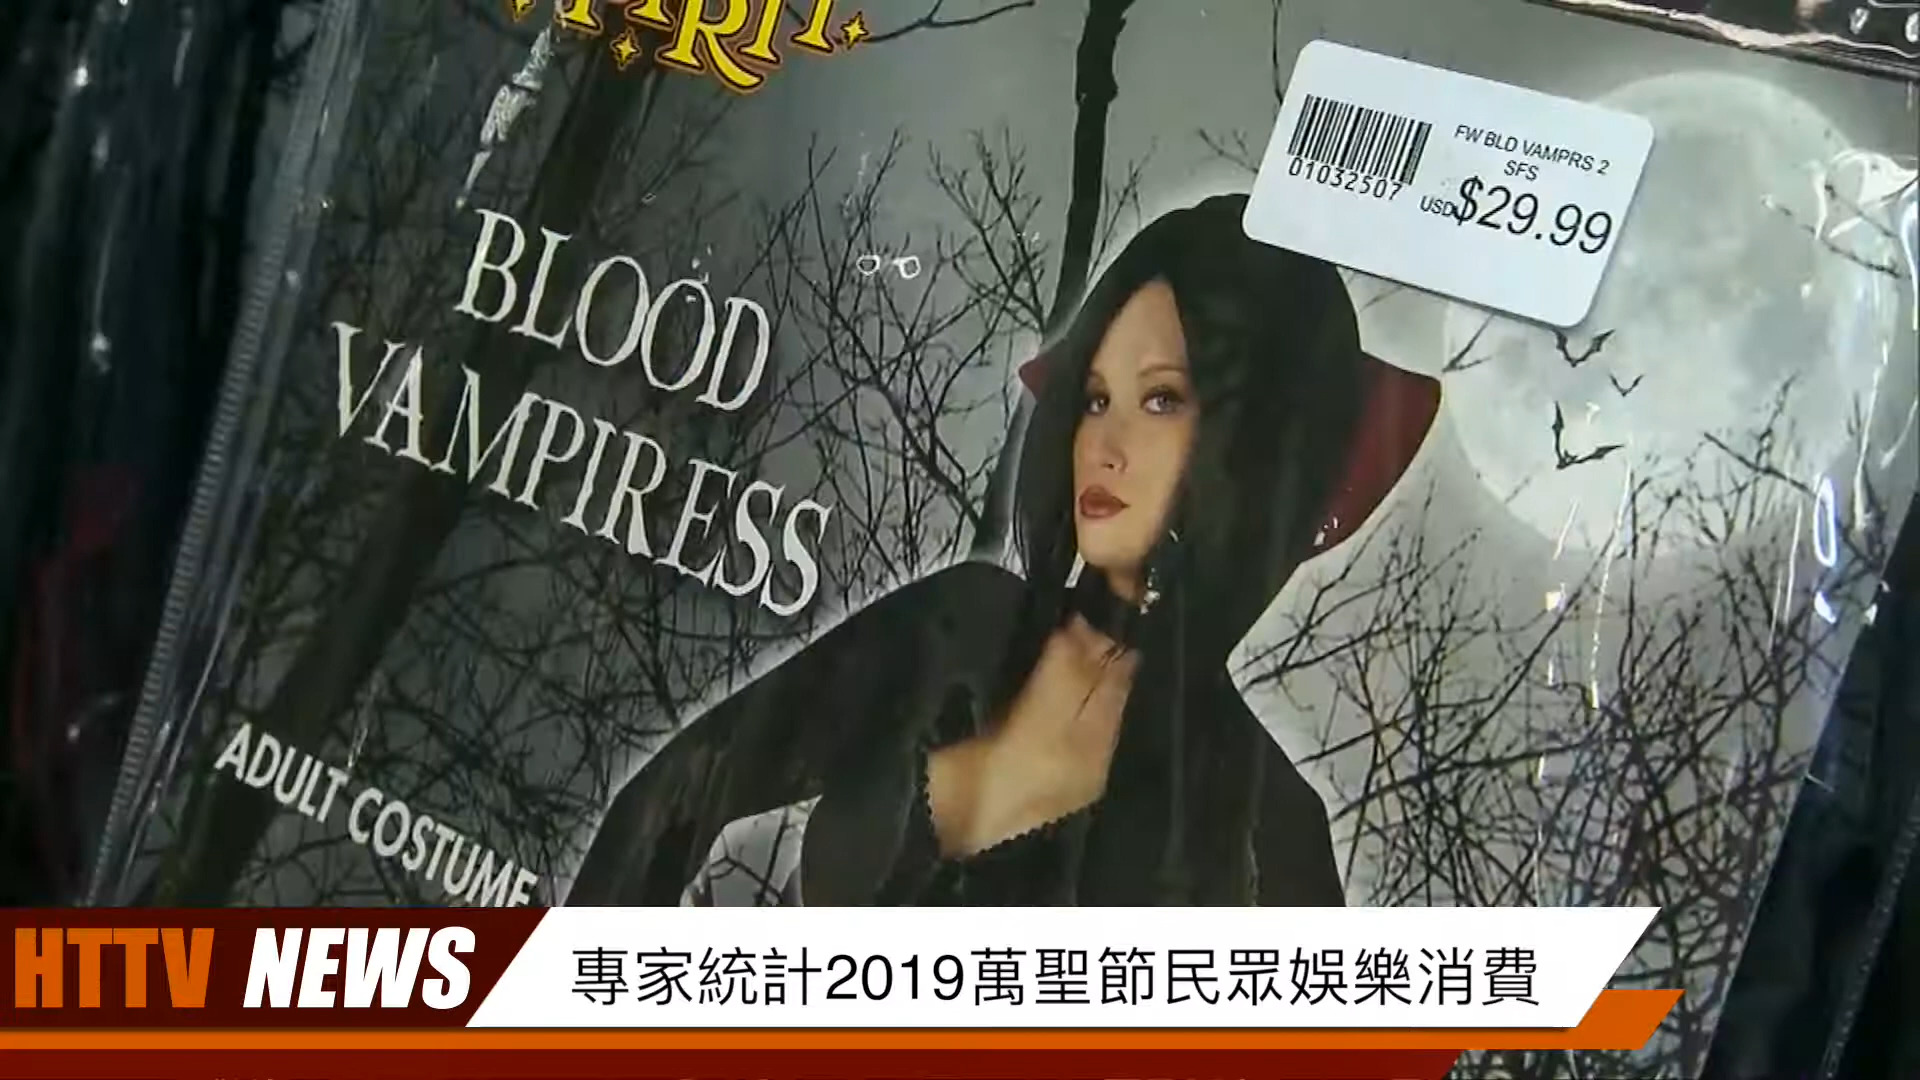 FW BLD VAMPRS 2
SFS
01032507
USD$29.99
BLOOD
VAMPIRESS
ADULT COSTUME
HTTV NEWS
專家統計2019萬聖節民眾娛樂消費